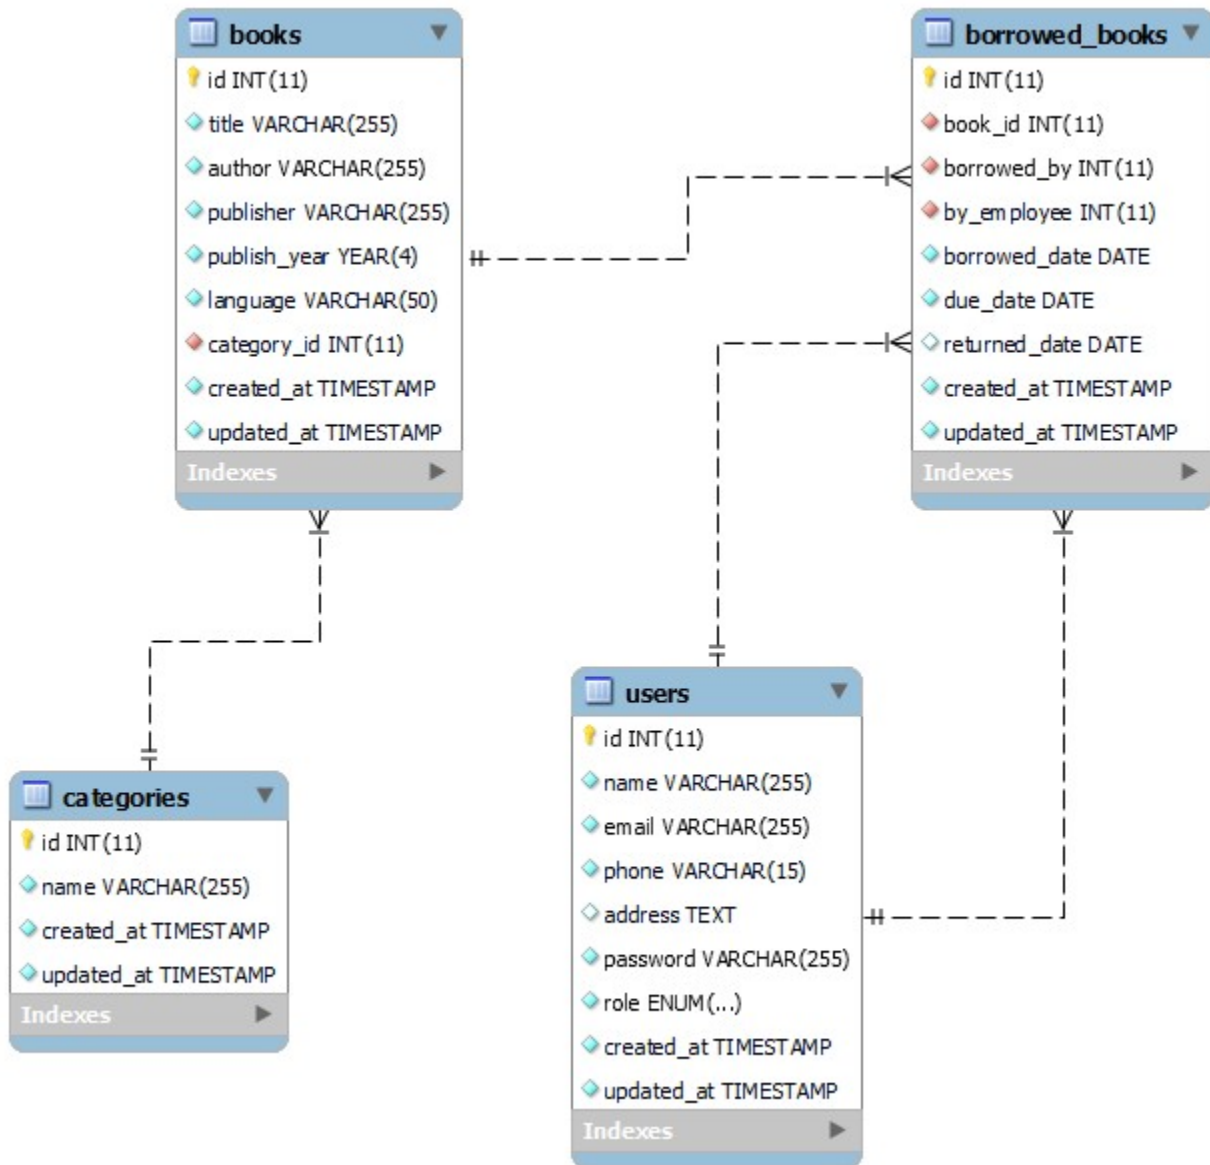 books
id INT(11)
title VARCHAR(255)
author VARCHAR(255)
publisher VARCHAR(255)
publish_year YEAR(4)
language VARCHAR(50)
category_id INT(11)
created_at TIMESTAMP
updated_at TIMESTAMP
Indexes
borrowed_books
id INT(11)
book_id INT(11)
borrowed_by INT(11)
by_employee INT(11)
borrowed_date DATE
due_date DATE
returned_date DATE
created_at TIMESTAMP
updated_at TIMESTAMP
Indexes
categories
id INT(11)
name VARCHAR(255)
created_at TIMESTAMP
updated_at TIMESTAMP
Indexes
users
id INT(11)
name VARCHAR(255)
email VARCHAR(255)
phone VARCHAR(15)
address TEXT
password VARCHAR(255)
role ENUM(...)
created_at TIMESTAMP
updated_at TIMESTAMP
Indexes